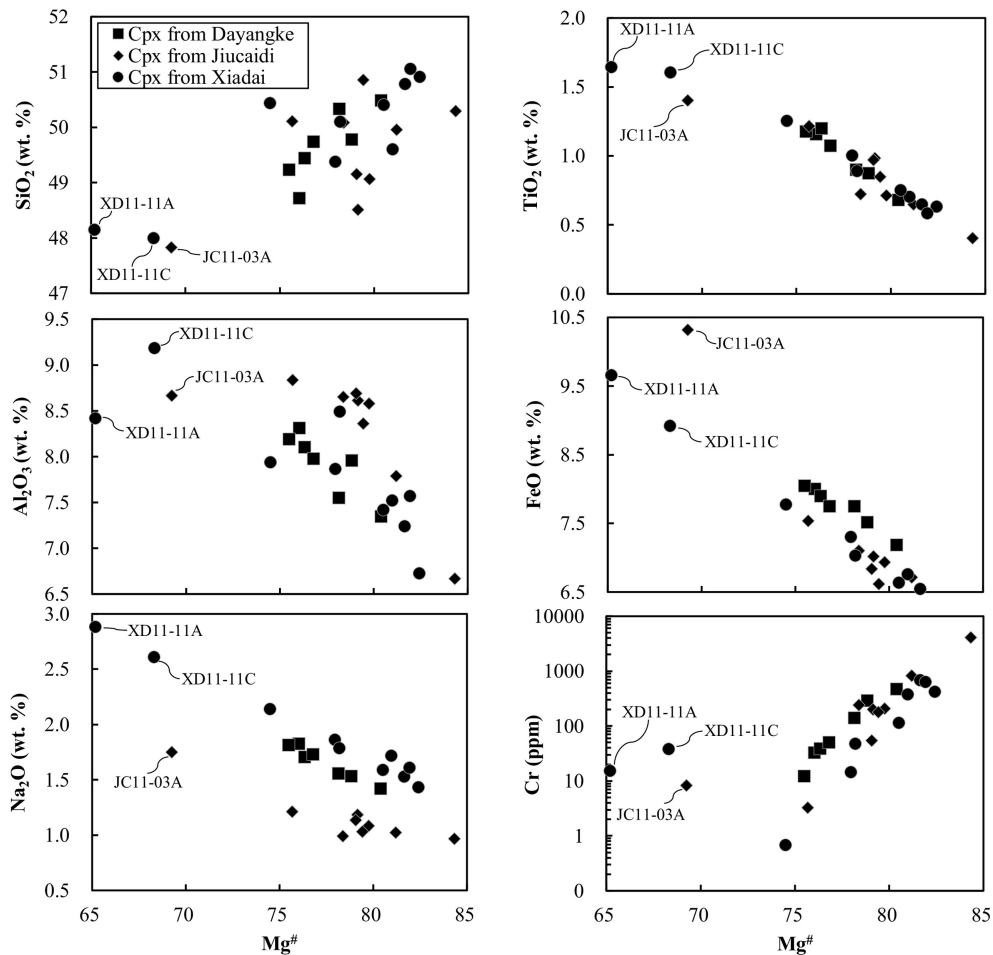 52
51
50
49
48
47
SiO₂ (wt. %)
Cpx from Dayangke
Cpx from Jiucaidi
Cpx from Xiadai
XD11-11A
XD11-11C
JC11-03A
2.0
1.5
1.0
0.5
0.0
TiO₂ (wt. %)
XD11-11A
XD11-11C
JC11-03A
9.5
9.0
8.5
8.0
7.5
7.0
6.5
Al₂O₃ (wt. %)
XD11-11C
JC11-03A
XD11-11A
10.5
9.5
8.5
7.5
6.5
FeO (wt. %)
JC11-03A
XD11-11A
XD11-11C
3.0
2.5
2.0
1.5
1.0
0.5
Na₂O (wt. %)
XD11-11A
XD11-11C
JC11-03A
65 70 75 80 85
Mg#
10000
1000
100
10
1
0
Cr (ppm)
XD11-11A
XD11-11C
JC11-03A
65 70 75 80 85
Mg#